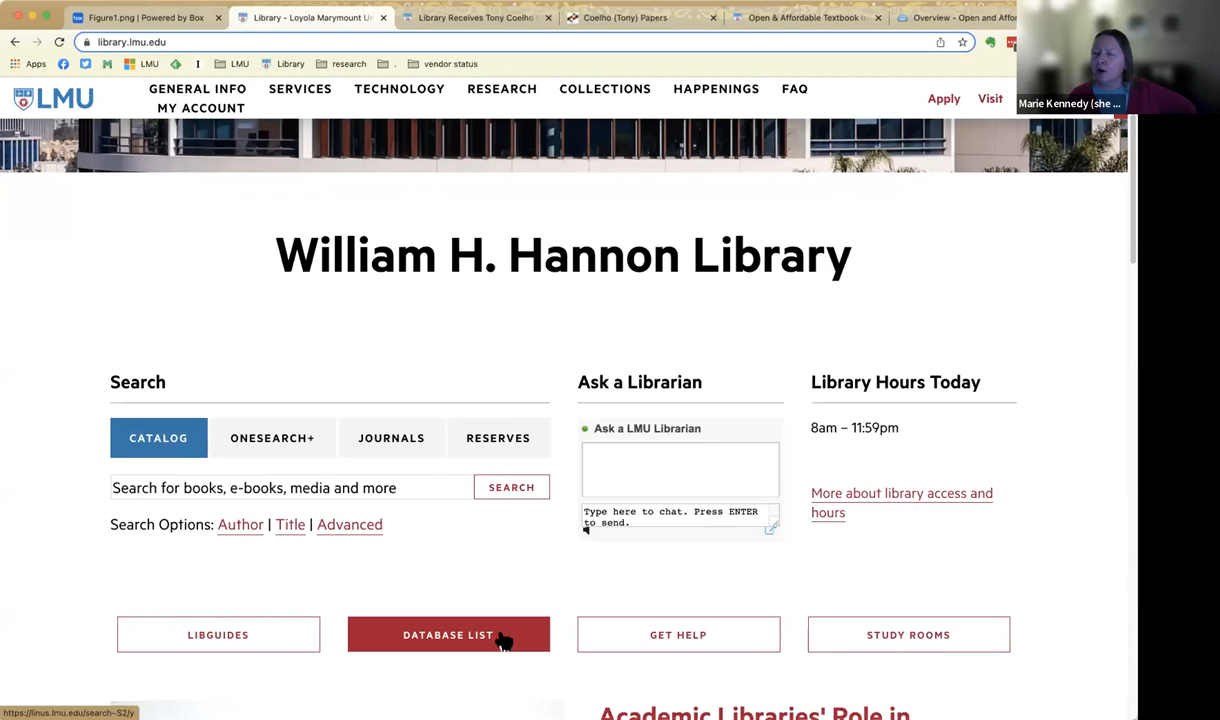 Figure1.png | Powered by Box
Library - Loyola Marymount Un
Library Receives Tony Coelho
Coelho (Tony) Papers
Open & Affordable Textbook In
Overview - Open and Affor
library.lmu.edu
Apps
LMU
LMU
Library
research
.
vendor status
LMU
GENERAL INFO
SERVICES
TECHNOLOGY
RESEARCH
COLLECTIONS
HAPPENINGS
FAQ
MY ACCOUNT
Apply
Visit
Marie Kennedy (she ...
William H. Hannon Library
Search
CATALOG
ONESEARCH+
JOURNALS
RESERVES
Search for books, e-books, media and more
SEARCH
Search Options: Author | Title | Advanced
Ask a Librarian
Ask a LMU Librarian
Type here to chat. Press ENTER
to send.
Library Hours Today
8am – 11:59pm
More about library access and
hours
LIBGUIDES
DATABASE LIST
GET HELP
STUDY ROOMS
https://linus.lmu.edu/search~S2/y
Academic Libraries' Role in